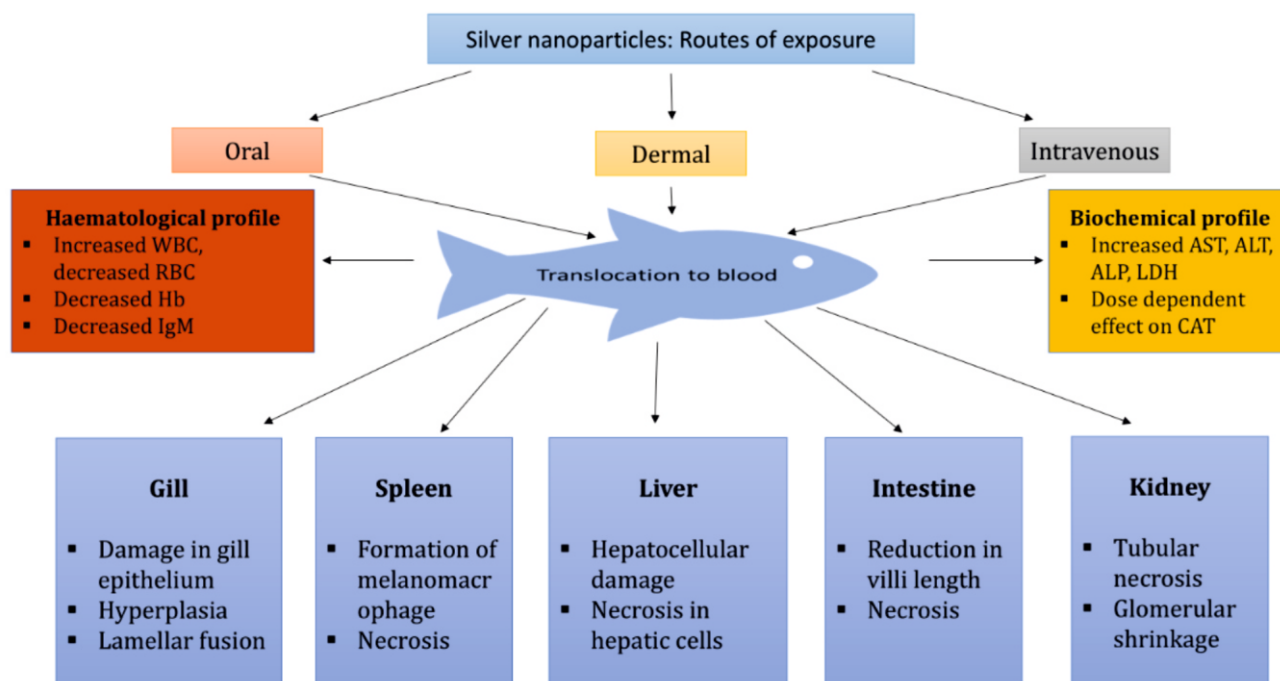 Silver nanoparticles: Routes of exposure
Oral
Dermal
Intravenous
Haematological profile
▪ Increased WBC,
decreased RBC
▪ Decreased Hb
▪ Decreased IgM
Translocation to blood
Biochemical profile
▪ Increased AST, ALT,
ALP, LDH
▪ Dose dependent
effect on CAT
Gill
▪ Damage in gill
epithelium
▪ Hyperplasia
▪ Lamellar fusion
Spleen
▪ Formation of
melanomacr
ophage
▪ Necrosis
Liver
▪ Hepatocellular
damage
▪ Necrosis in
hepatic cells
Intestine
▪ Reduction in
villi length
▪ Necrosis
Kidney
▪ Tubular
necrosis
▪ Glomerular
shrinkage